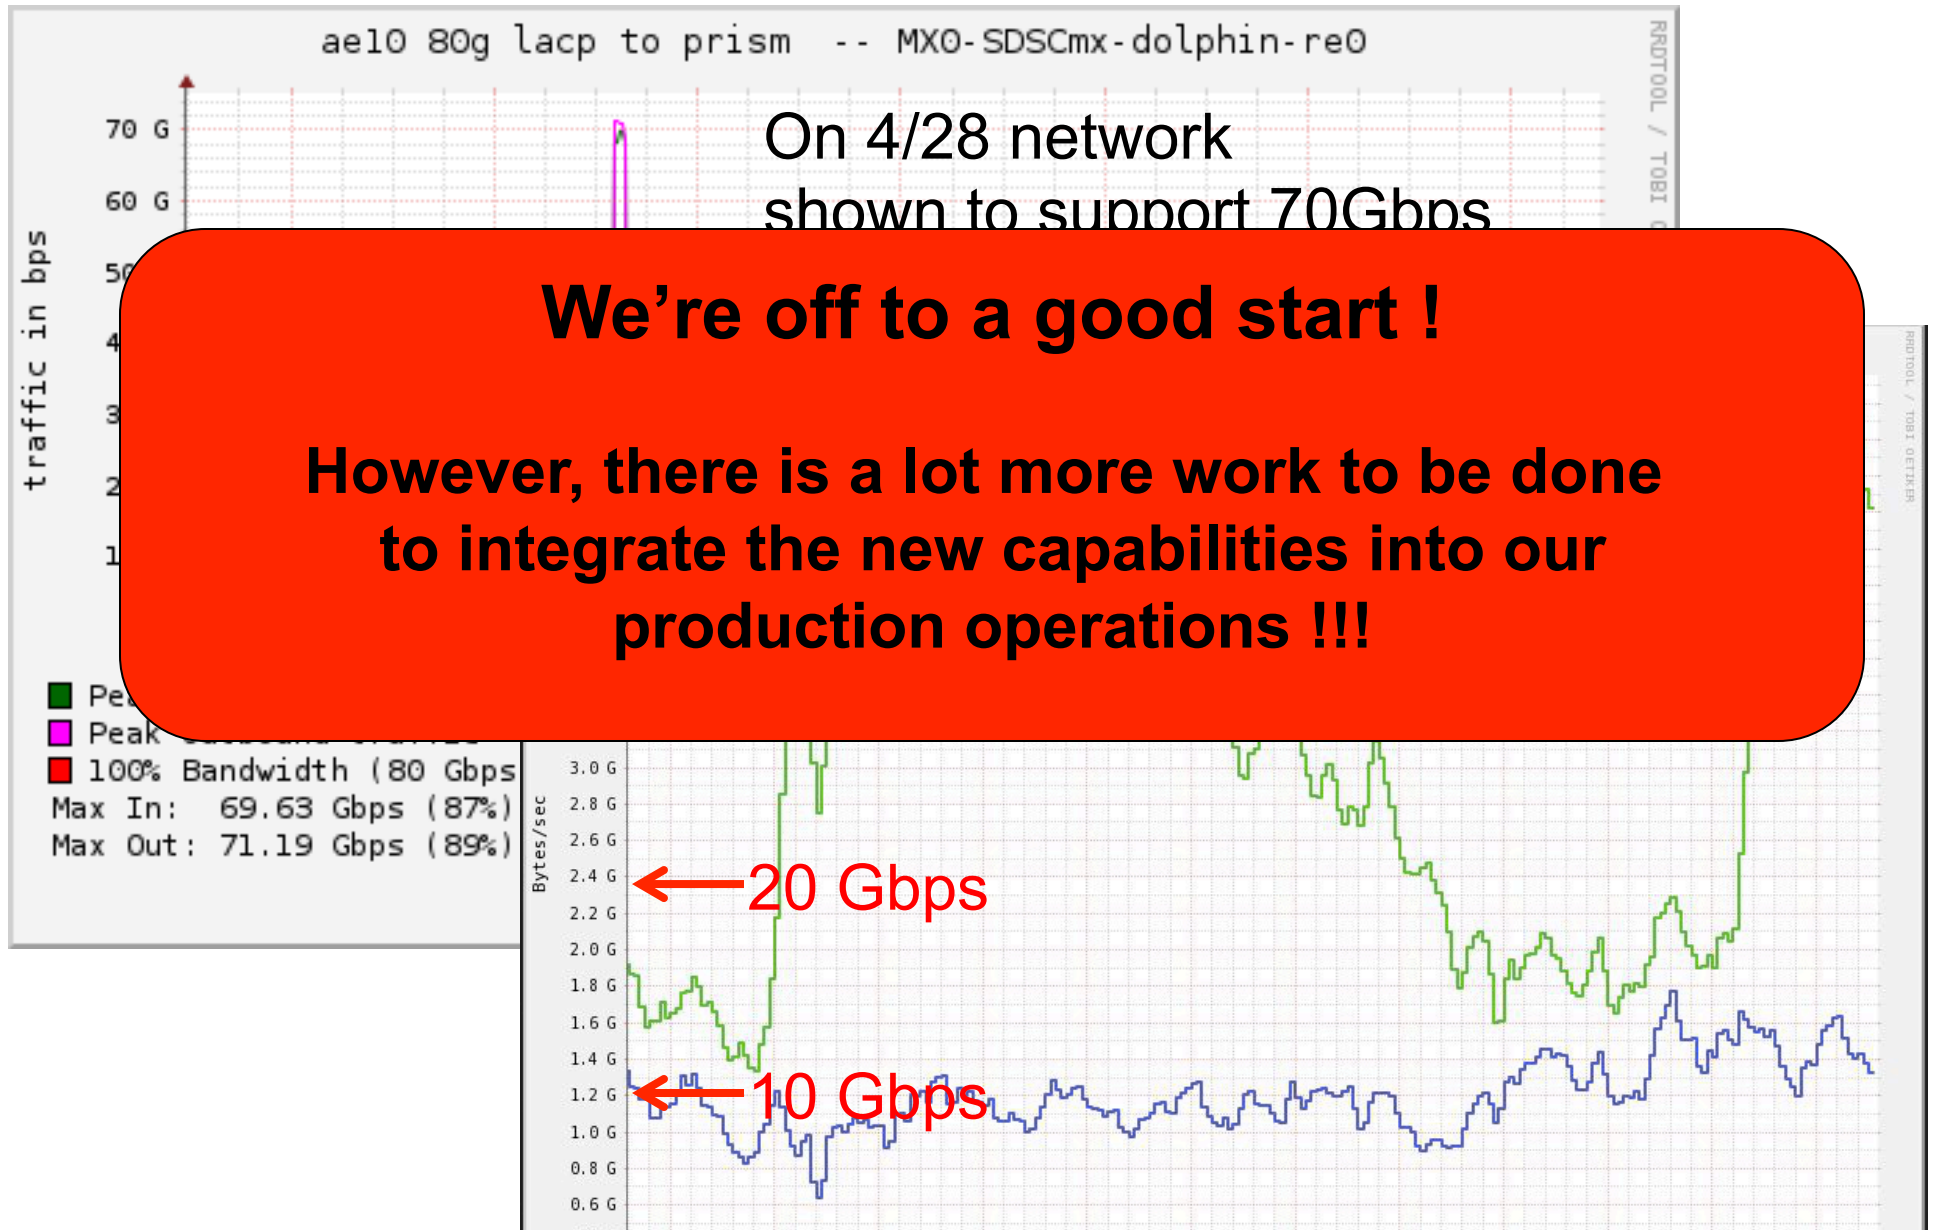 ae10 80g lacp to prism -- MX0-SDSCmx-dolphin-re0
RRDTOOL / TOBI
70 G
60 G
traffic in bps
On 4/28 network
shown to support 70Gbps
We're off to a good start !
However, there is a lot more work to be done
to integrate the new capabilities into our
production operations !!!
RRDTOOL / TOBI OETIKER
Peak
100% Bandwidth (80 Gbps
Max In: 69.63 Gbps (87%)
Max Out: 71.19 Gbps (89%)
Bytes/sec
3.0 G
2.8 G
2.6 G
2.4 G
20 Gbps
2.2 G
2.0 G
1.8 G
1.6 G
1.4 G
1.2 G
10 Gbps
1.0 G
0.8 G
0.6 G